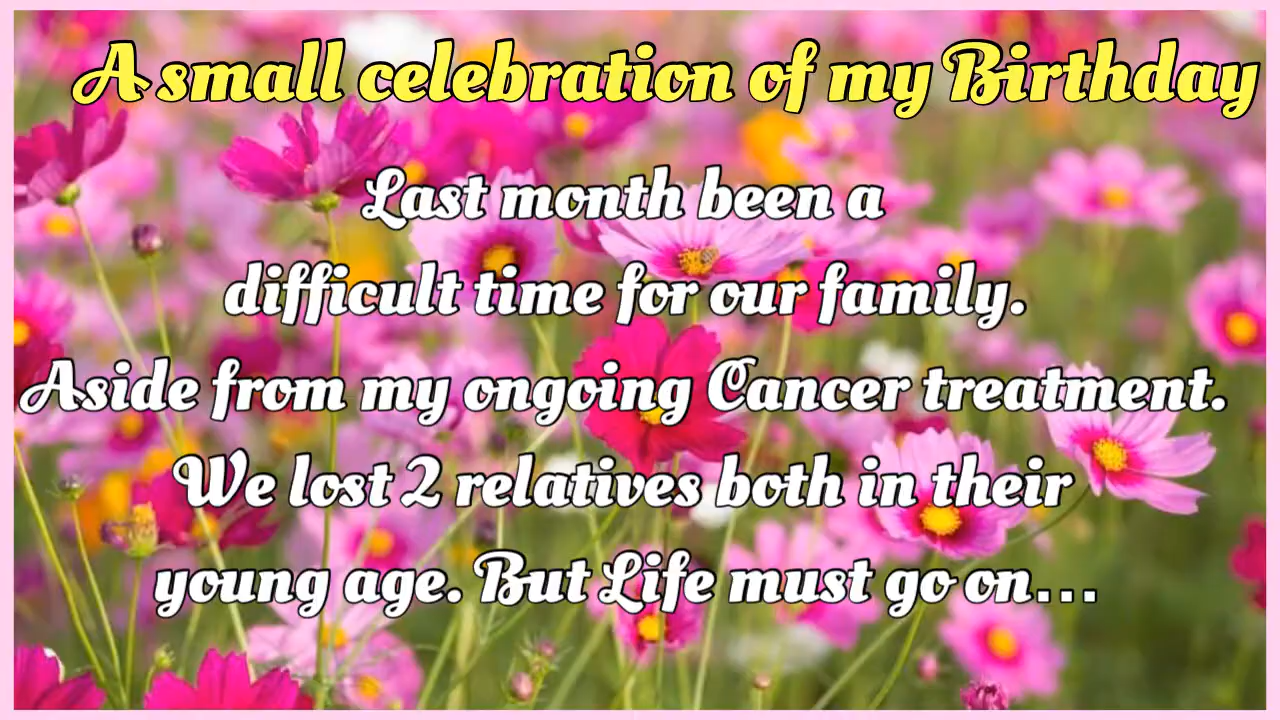 A small celebration of my Birthday
Last month been a
difficult time for our family.
Aside from my ongoing Cancer treatment.
We lost 2 relatives both in their
young age. But Life must go on...